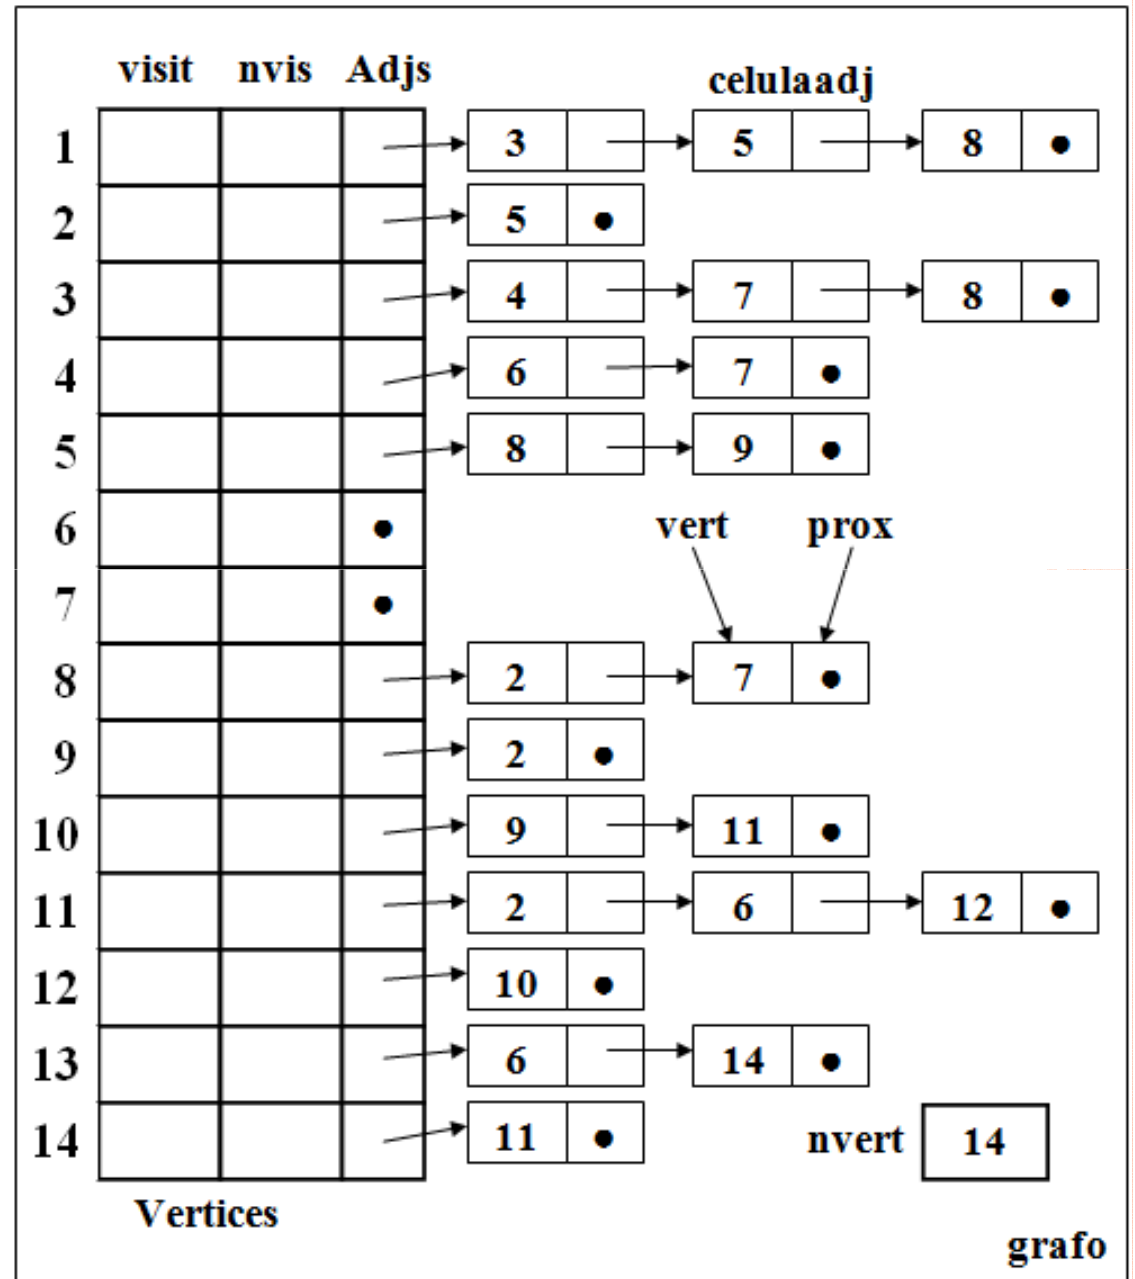 visit nvis Adjs
celulaadj
1 3 5 8
2 5
3 4 7 8
4 6 7
5 8 9
6
vert prox
7
8 2 7
9 2
10 9 11
11 2 6 12
12 10
13 6 14
14 11
nvert 14
Vertices
grafo